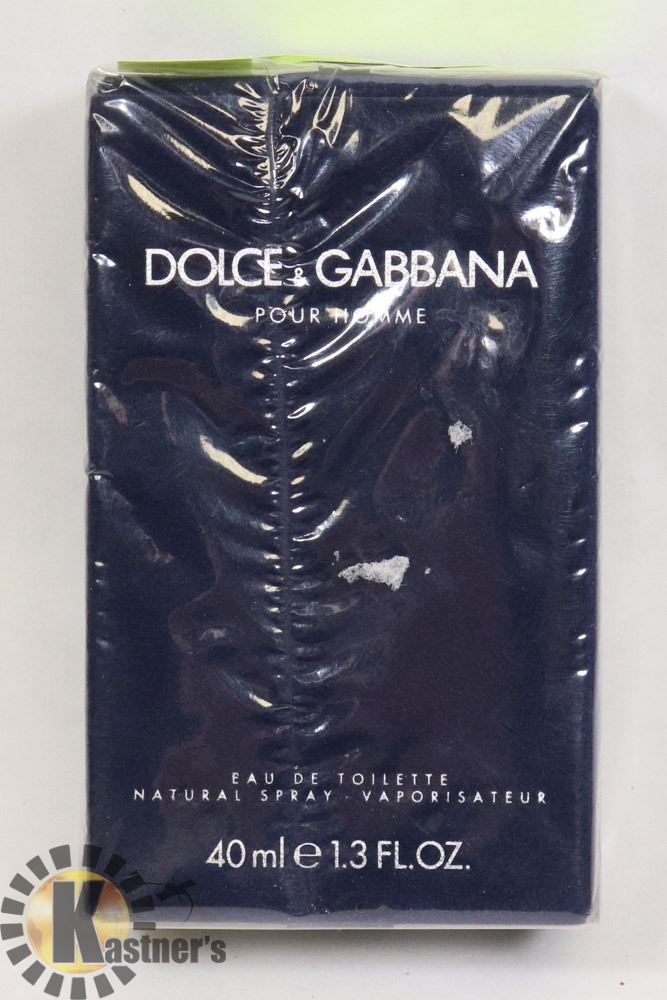 DOLCE & GABBANA
POUR HOMME
EAU DE TOILETTE
NATURAL SPRAY · VAPORISATEUR
40 ml e 1.3 FL.OZ.
Kastner's